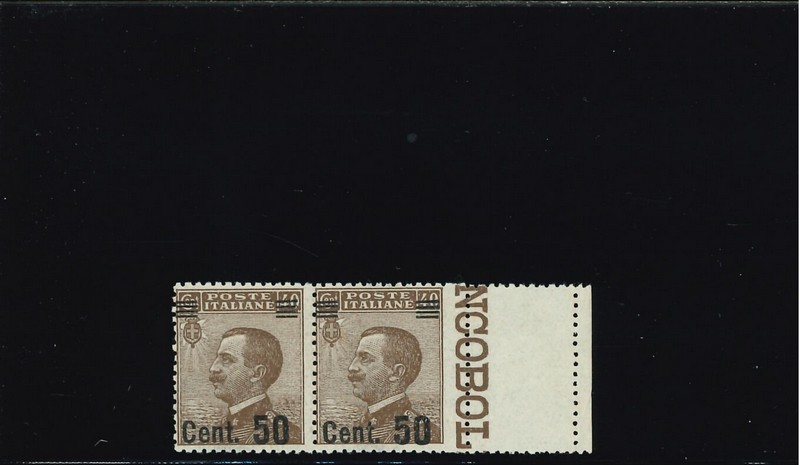 POSTE
ITALIANE
40
Cent. 50
POSTE
ITALIANE
40
Cent. 50
NCOBOL